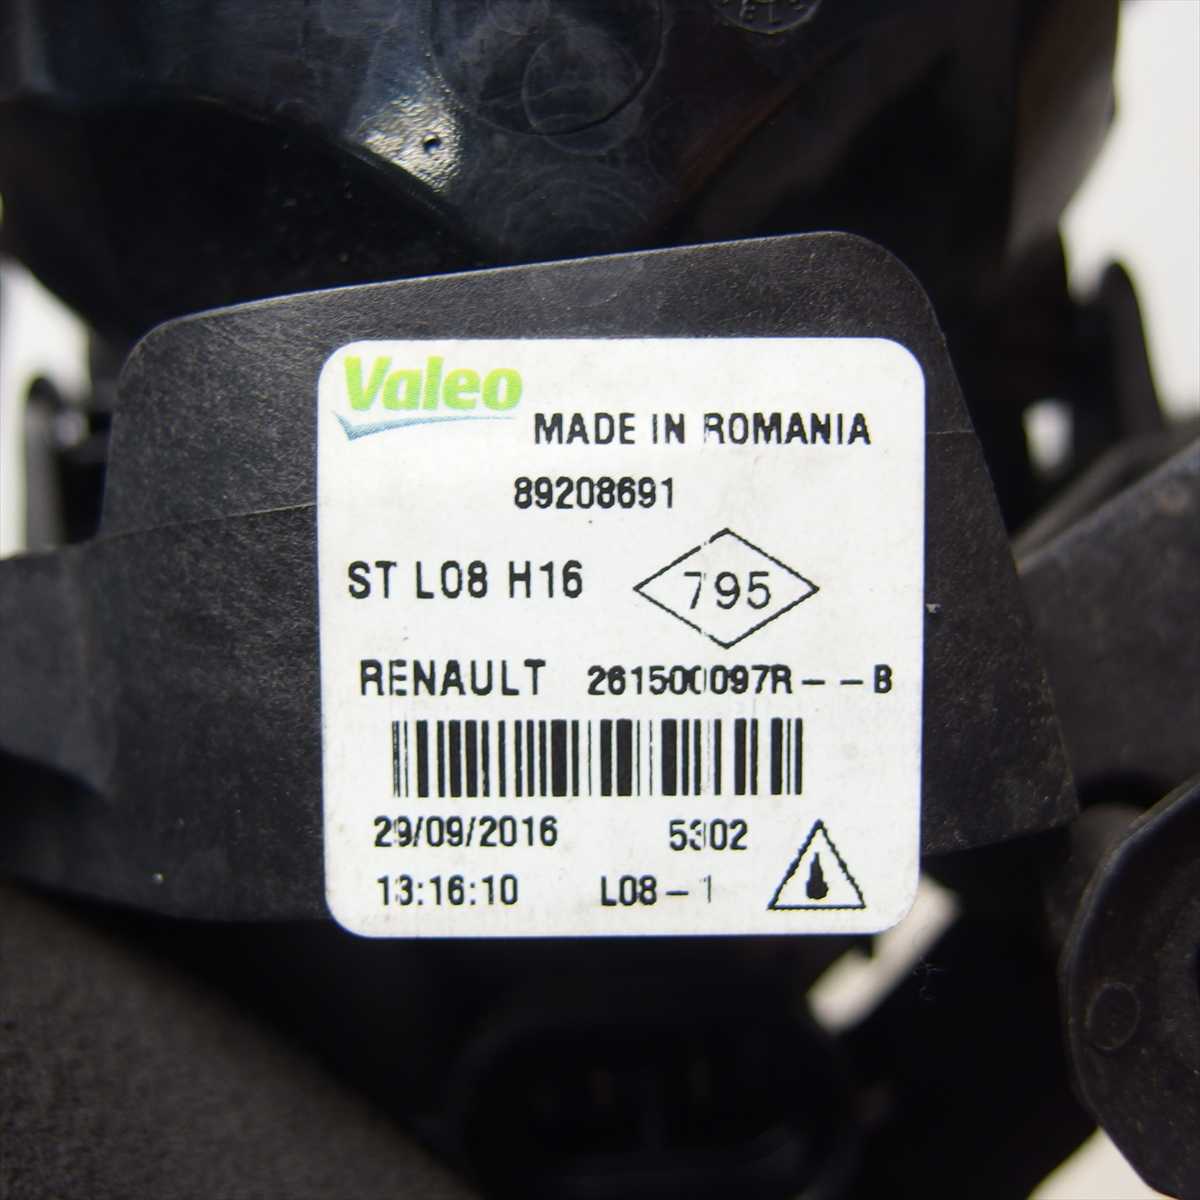 Valeo
MADE IN ROMANIA
89208691
ST L08 H16
795
RENAULT 261500097R--B
29/09/2016 5302
13:16:10 L08-1